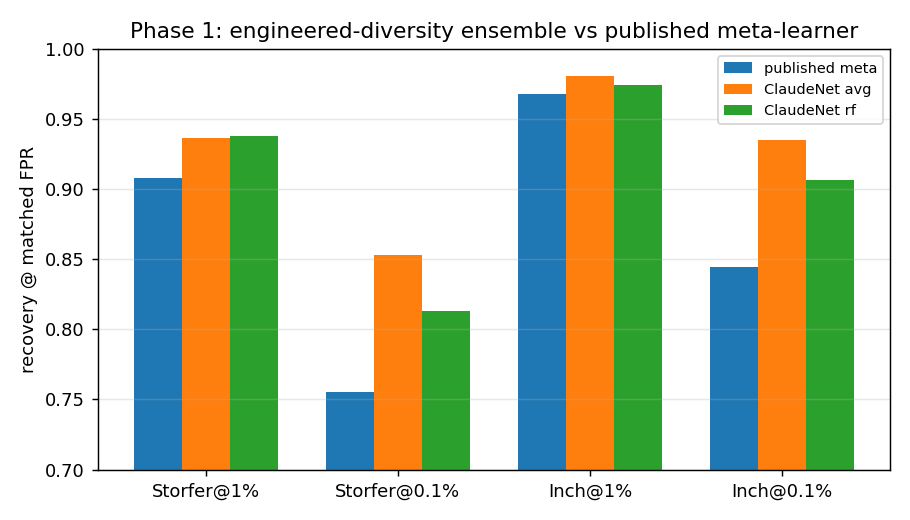 Phase 1: engineered-diversity ensemble vs published meta-learner
recovery @ matched FPR
1.00
0.95
0.90
0.85
0.80
0.75
0.70
published meta
ClaudeNet avg
ClaudeNet rf
Storfer@1%
Storfer@0.1%
Inch@1%
Inch@0.1%